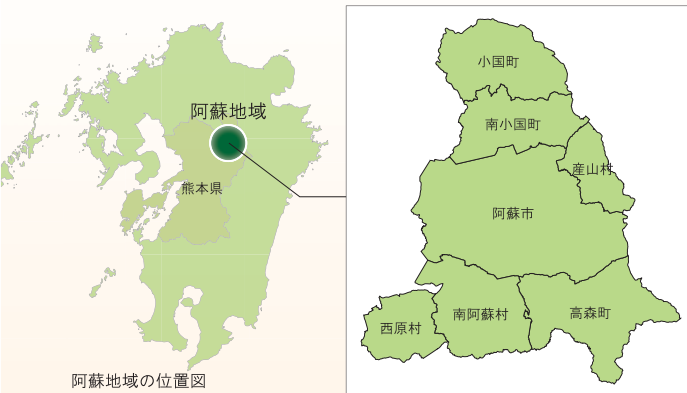 阿蘇地域
熊本県
阿蘇地域の位置図
小国町
南小国町
産山村
阿蘇市
西原村
南阿蘇村
高森町